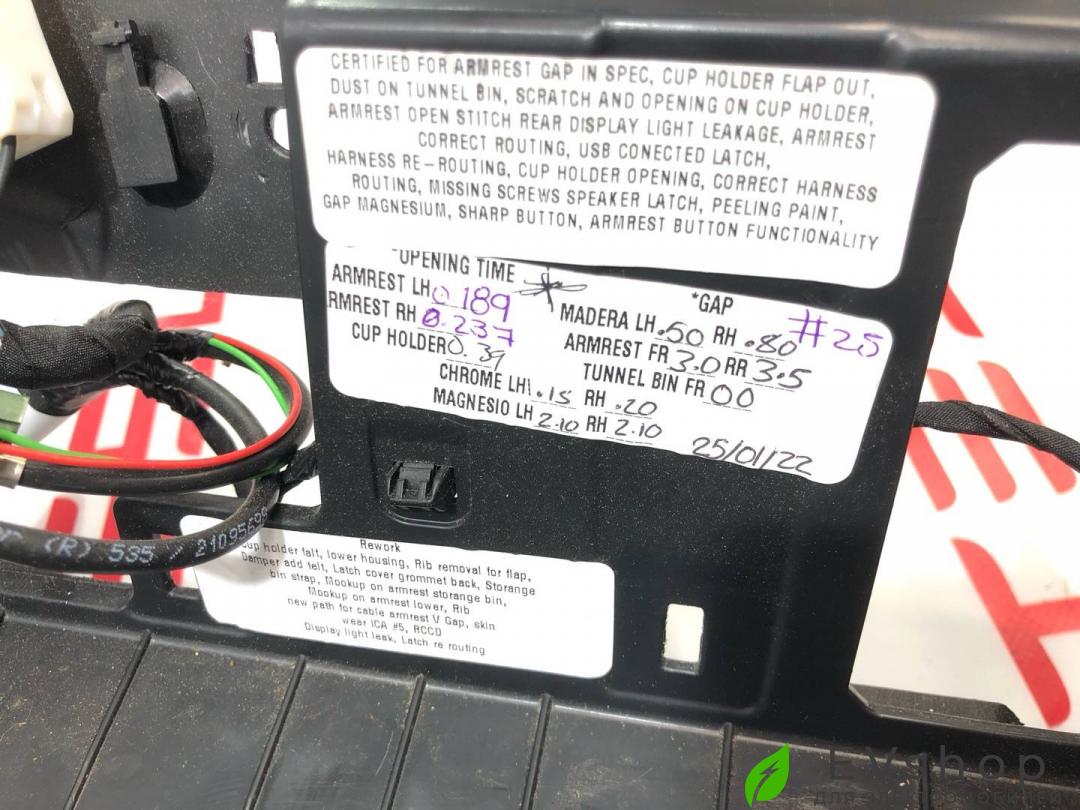 CERTIFIED FOR ARMREST GAP IN SPEC, CUP HOLDER FLAP OUT,
DUST ON TUNNEL BIN, SCRATCH AND OPENING ON CUP HOLDER,
ARMREST OPEN STITCH REAR DISPLAY LIGHT LEAKAGE, ARMREST
CORRECT ROUTING, USB CONECTED LATCH,
HARNESS RE-ROUTING, CUP HOLDER OPENING, CORRECT HARNESS
ROUTING, MISSING SCREWS SPEAKER LATCH, PEELING PAINT,
GAP MAGNESIUM, SHARP BUTTON, ARMREST BUTTON FUNCTIONALITY
*OPENING TIME
ARMREST LH 0.189
RMREST RH 0.237
CUP HOLDER 0.39
*GAP
#25
MADERA LH .50 RH .80
ARMREST FR 3.0 RR 3.5
TUNNEL BIN FR 00
CHROME LH .15 RH .20
MAGNESIO LH 2.10 RH 2.10
25/01/22
(R) 535
Rework
up holder falt, lower housing, Rib removal for flap,
Damper add telt, Latch cover grommet back, Storange
bin strap, Mookup on armrest storange bin,
Mookup on armrest lower, Rib
new path for cable armrest V Gap, skin
wear ICA #5, RCCD
Display light leak, Latch re routing
EVshop